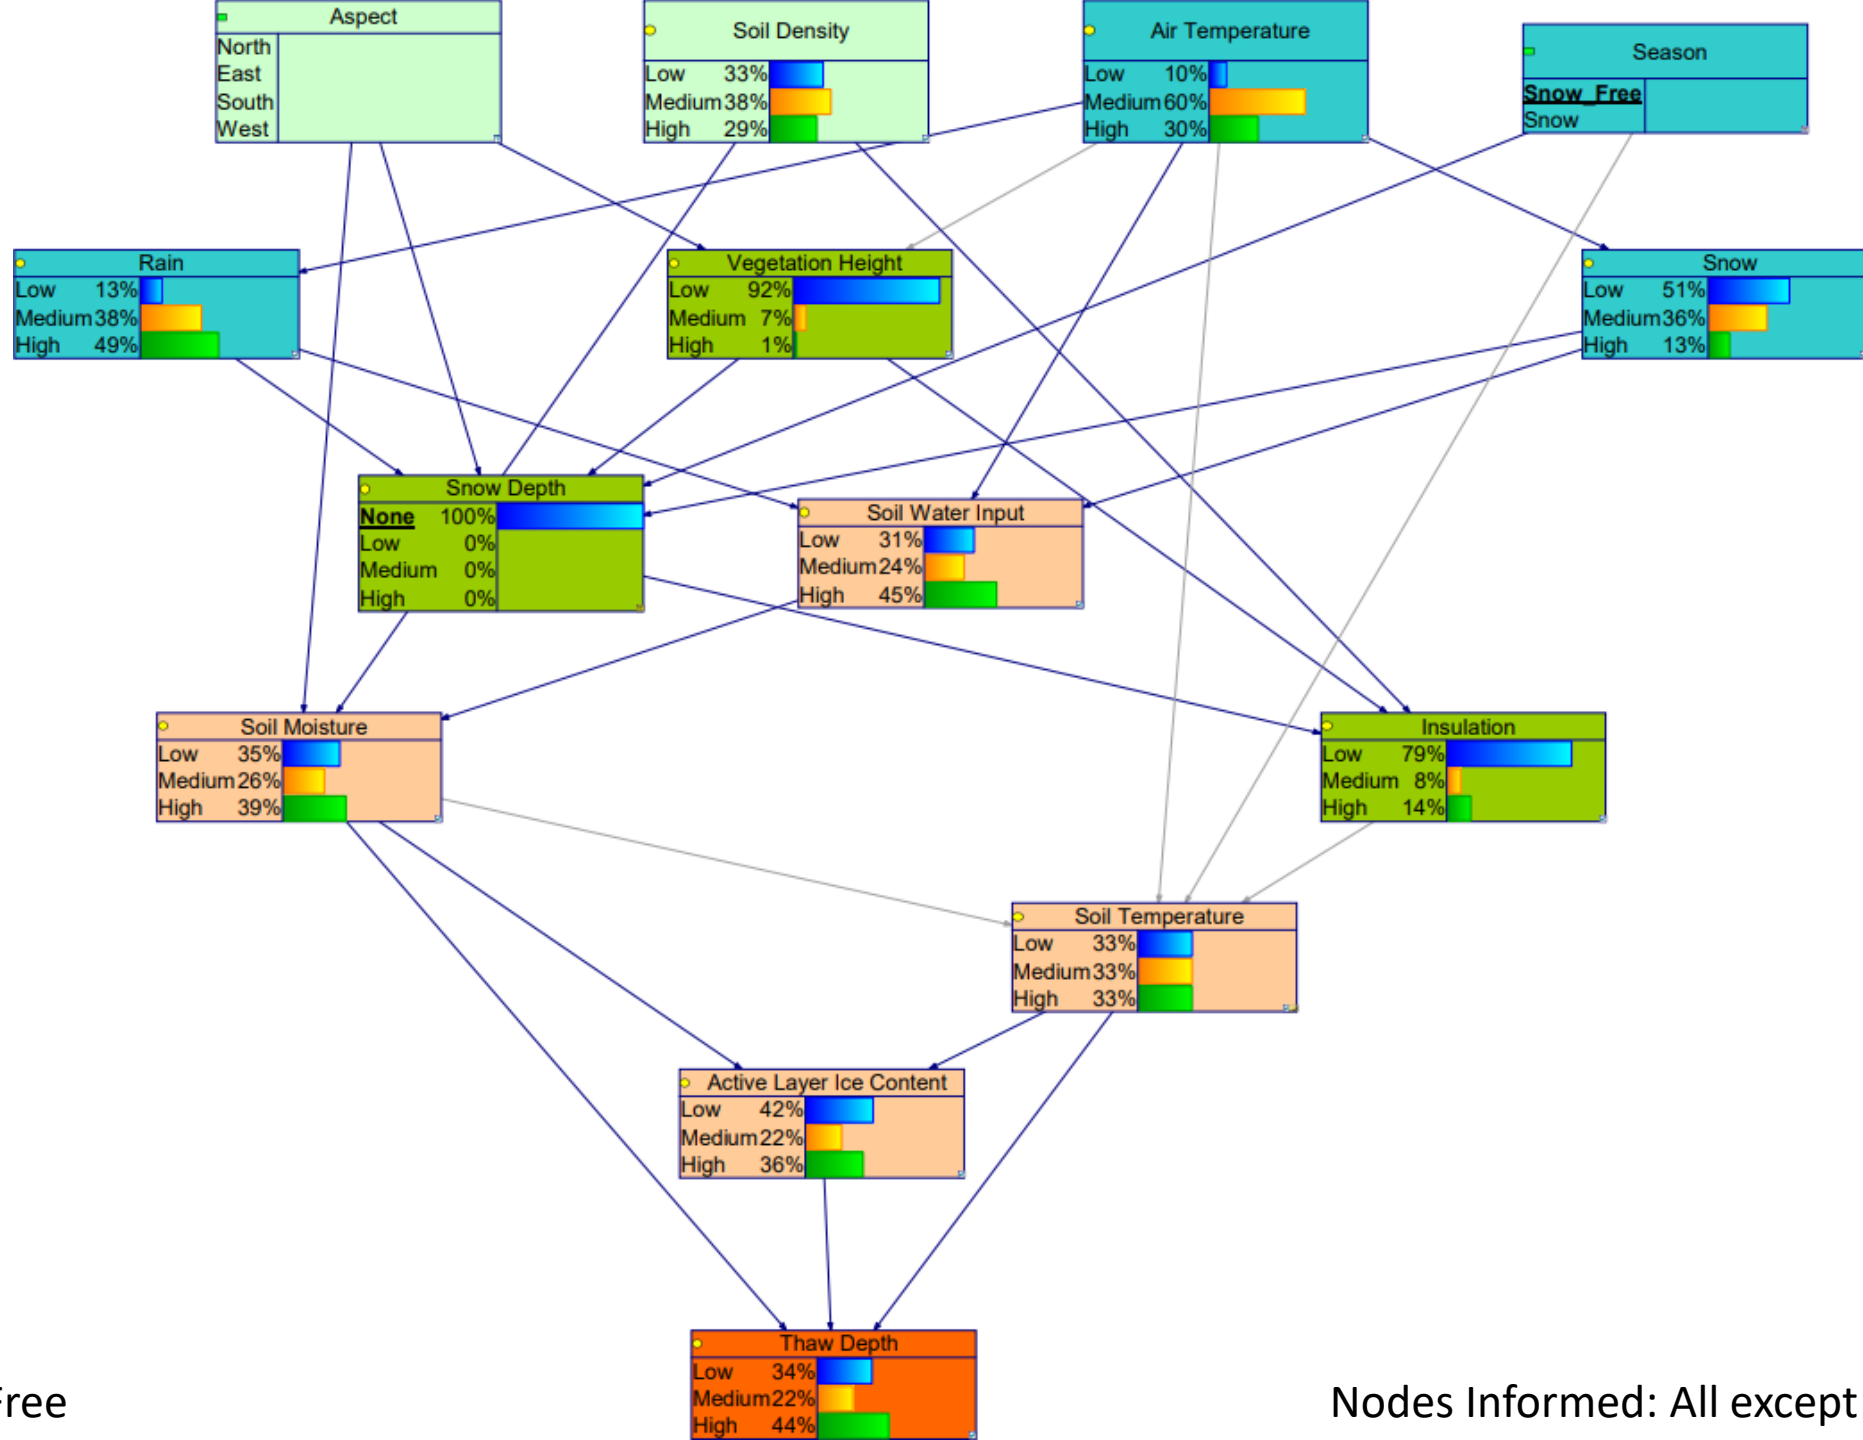 Aspect
North
East
South
West
Soil Density
Low 33%
Medium 38%
High 29%
Air Temperature
Low 10%
Medium 60%
High 30%
Season
Snow_Free
Snow
Rain
Low 13%
Medium 38%
High 49%
Vegetation Height
Low 92%
Medium 7%
High 1%
Snow
Low 51%
Medium 36%
High 13%
Snow Depth
None 100%
Low 0%
Medium 0%
High 0%
Soil Water Input
Low 31%
Medium 24%
High 45%
Soil Moisture
Low 35%
Medium 26%
High 39%
Insulation
Low 79%
Medium 8%
High 14%
Soil Temperature
Low 33%
Medium 33%
High 33%
Active Layer Ice Content
Low 42%
Medium 22%
High 36%
Thaw Depth
Low 34%
Medium 22%
High 44%
Nodes Informed: All except